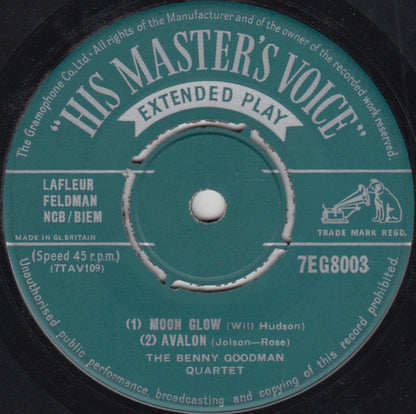 The Gramophone Co. Ltd. - All rights of the Manufacturer and of the owner of the recorded work reserved.
"HIS MASTER'S VOICE"
EXTENDED PLAY
LAFLEUR
FELDMAN
NCB/BIEM
MADE IN GT. BRITAIN
TRADE MARK REGD.
(Speed 45 r.p.m.)
(7TAV109)
7EG8003
(1) MOON GLOW (Will Hudson)
(2) AVALON (Jolson—Rose)
THE BENNY GOODMAN
QUARTET
Unauthorised public performance, broadcasting and copying of this record prohibited.